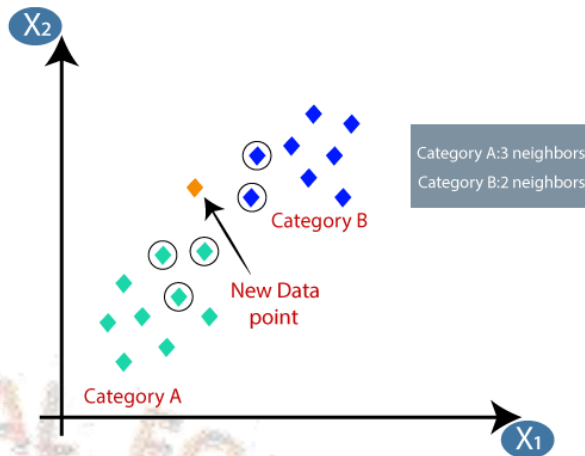 X2
Category A:3 neighbors
Category B:2 neighbors
Category B
New Data
point
Category A
X1